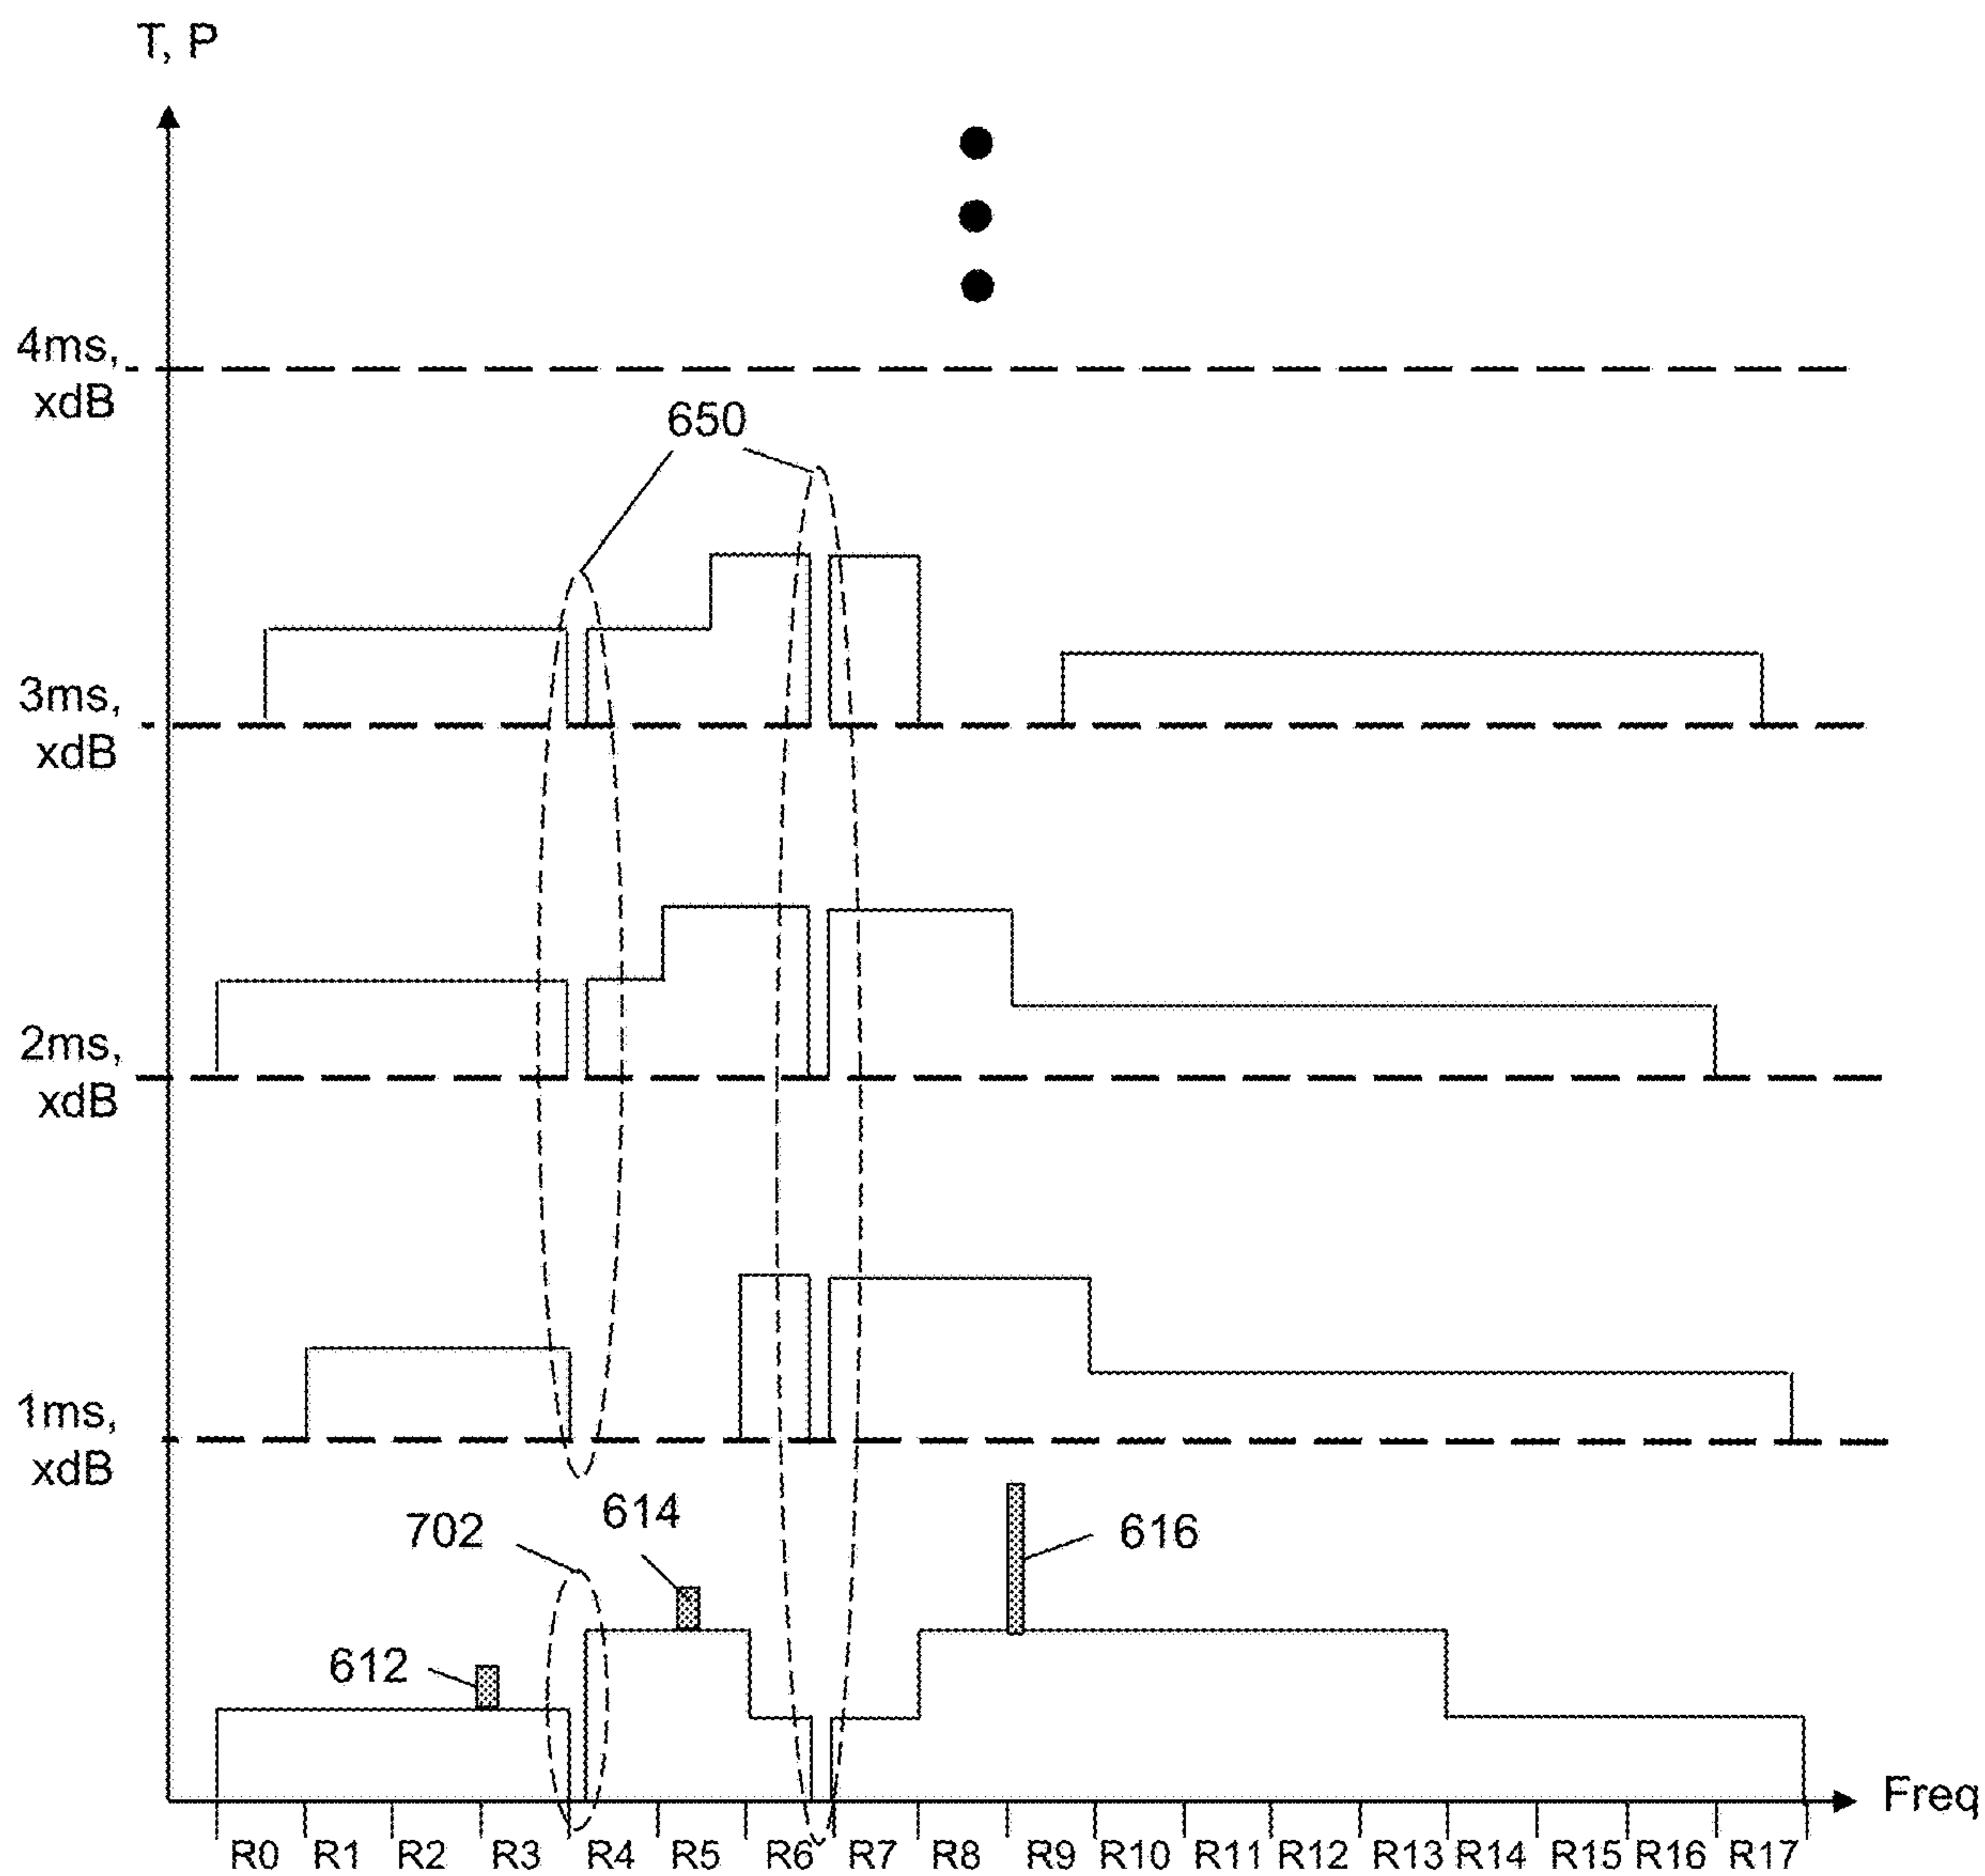 T, P
4ms,
xdB
650
3ms,
xdB
2ms,
xdB
1ms,
xdB
702
614
616
612
Freq
R0 R1 R2 R3 R4 R5 R6 R7 R8 R9 R10 R11 R12 R13 R14 R15 R16 R17